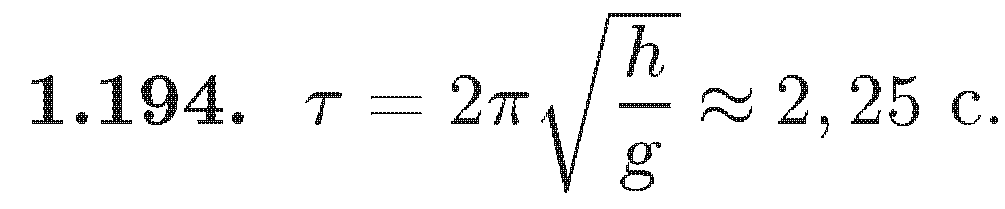 1.194. τ = 2π√(h/g) ≈ 2,25 с.